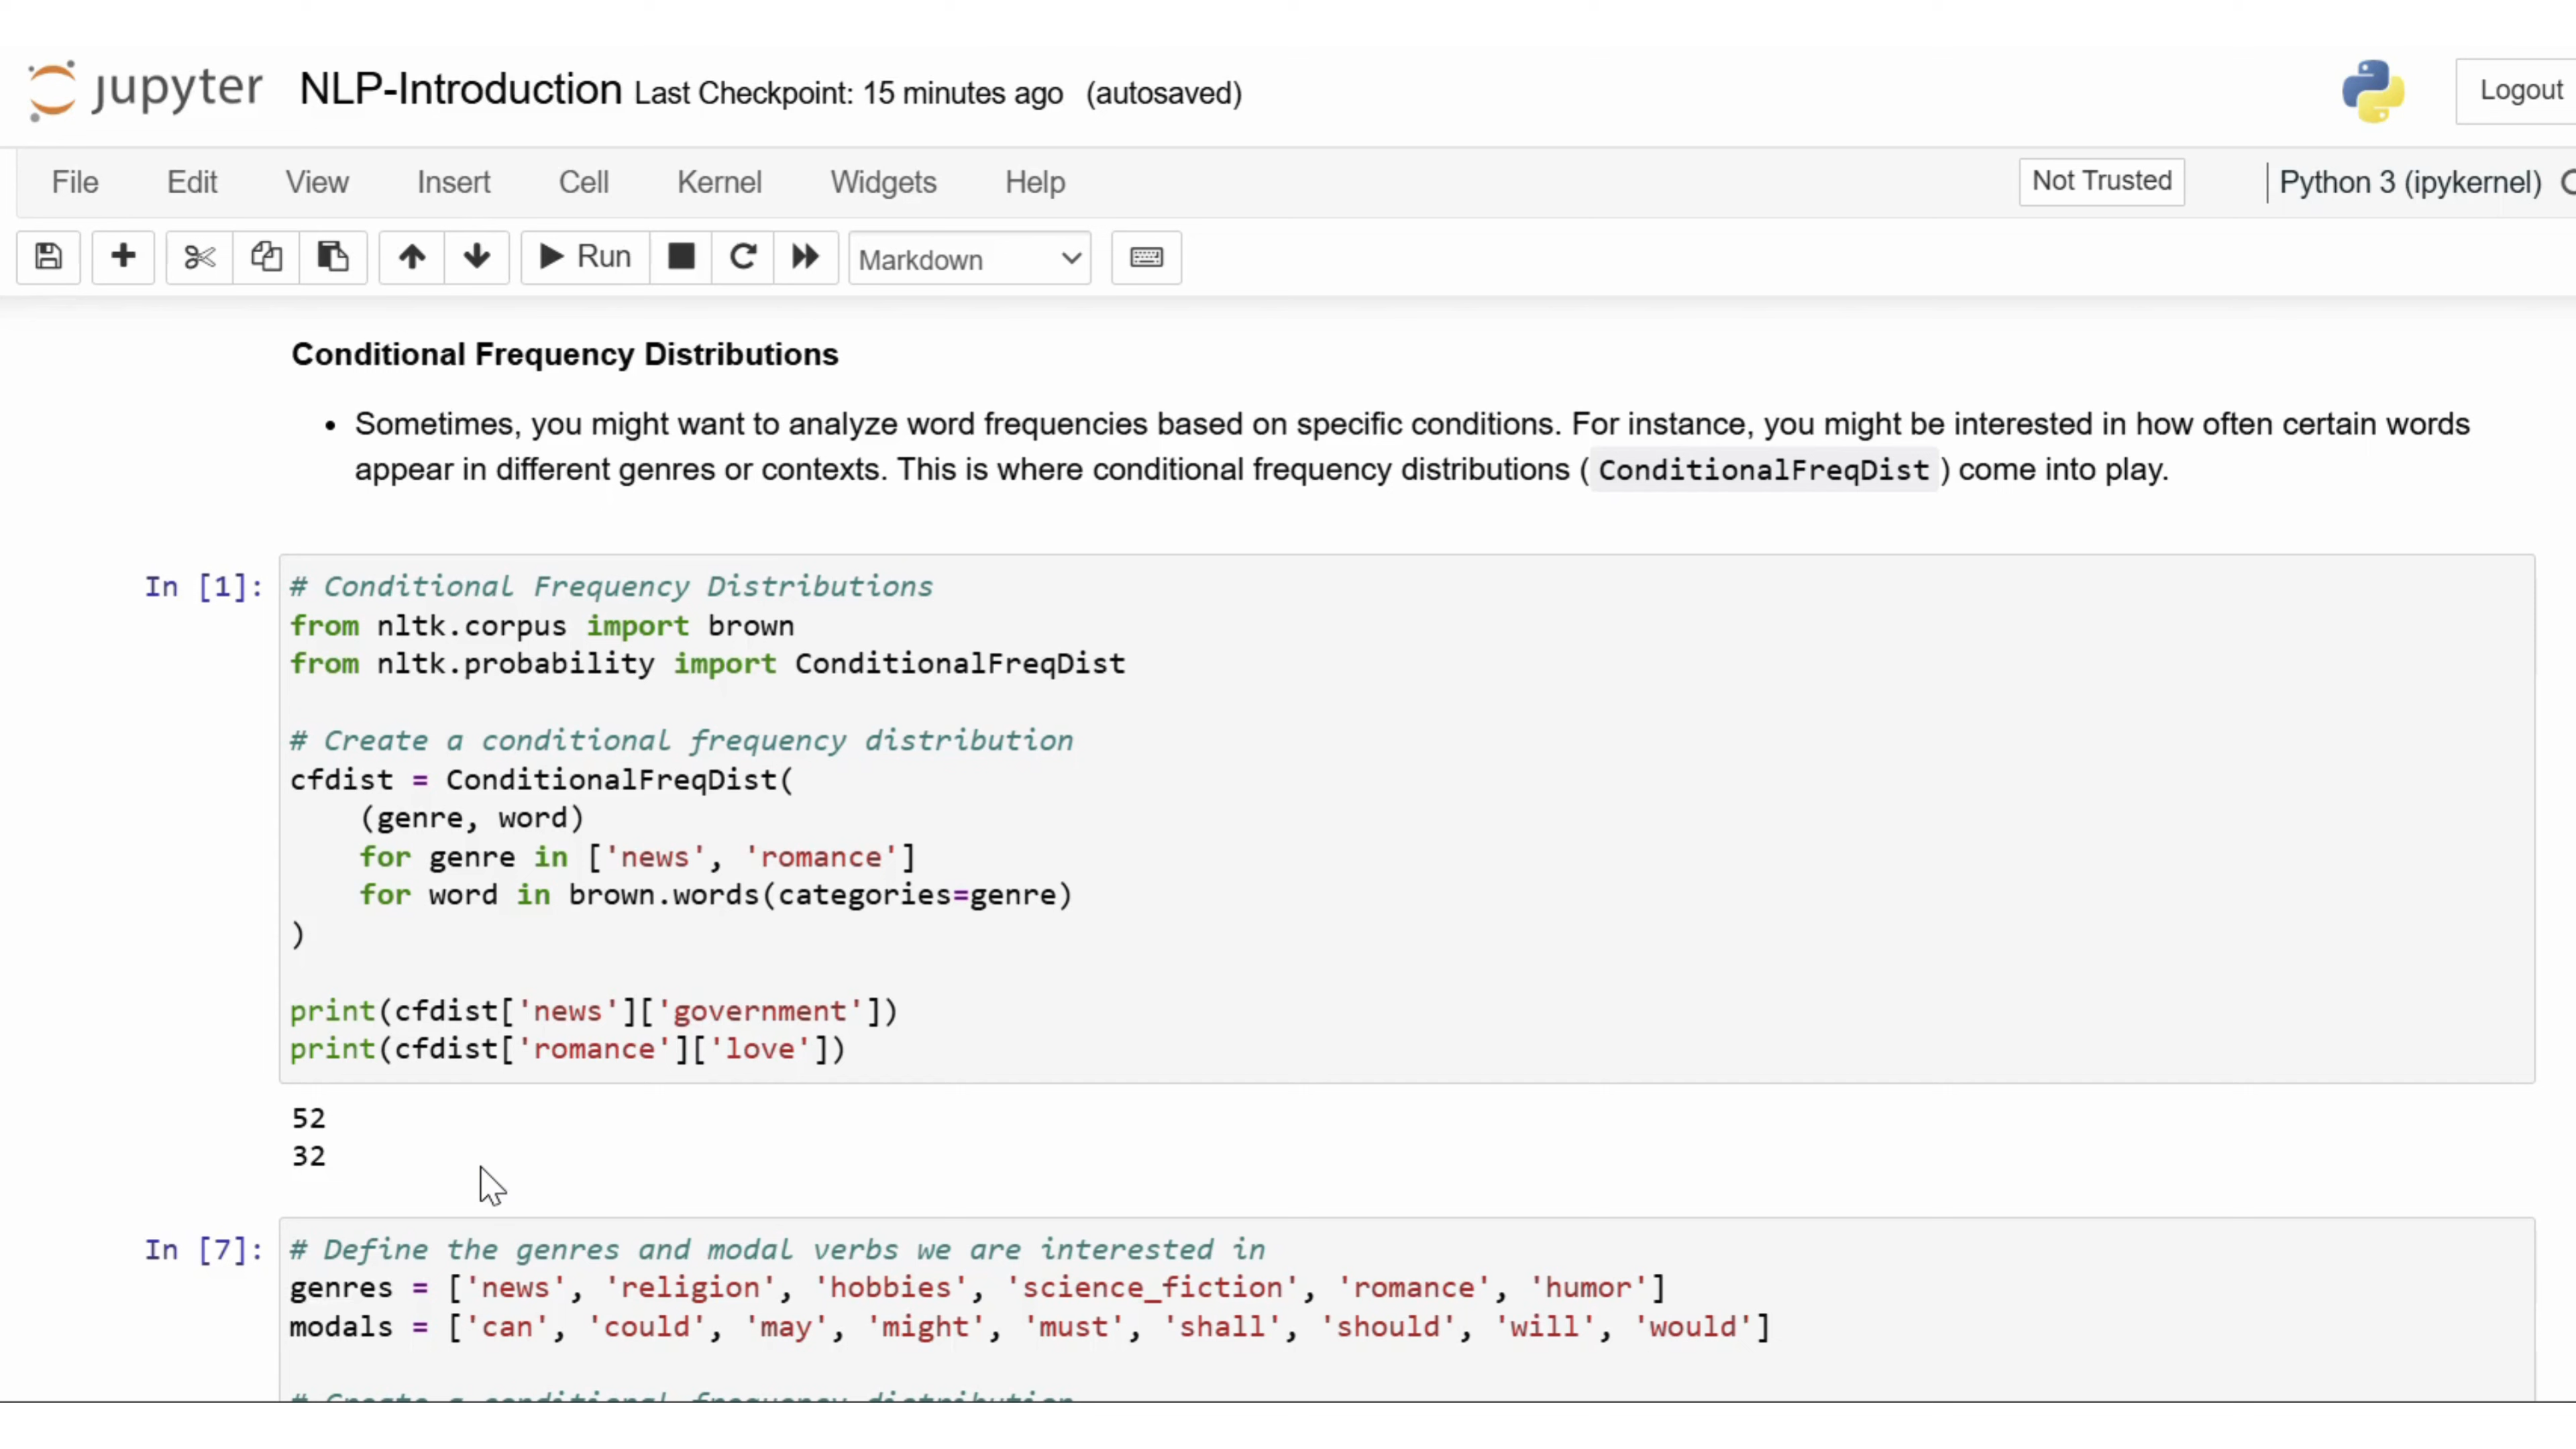 jupyter NLP-Introduction Last Checkpoint: 15 minutes ago (autosaved) Logout
File Edit View Insert Cell Kernel Widgets Help Not Trusted Python 3 (ipykernel)
Run Markdown
Conditional Frequency Distributions
• Sometimes, you might want to analyze word frequencies based on specific conditions. For instance, you might be interested in how often certain words
appear in different genres or contexts. This is where conditional frequency distributions ( ConditionalFreqDist ) come into play.
In [1]: # Conditional Frequency Distributions
from nltk.corpus import brown
from nltk.probability import ConditionalFreqDist
# Create a conditional frequency distribution
cfdist = ConditionalFreqDist(
(genre, word)
for genre in ['news', 'romance']
for word in brown.words(categories=genre)
)
print(cfdist['news']['government'])
print(cfdist['romance']['love'])
52
32
In [7]: # Define the genres and modal verbs we are interested in
genres = ['news', 'religion', 'hobbies', 'science_fiction', 'romance', 'humor']
modals = ['can', 'could', 'may', 'might', 'must', 'shall', 'should', 'will', 'would']
# Create a conditional frequency distribution